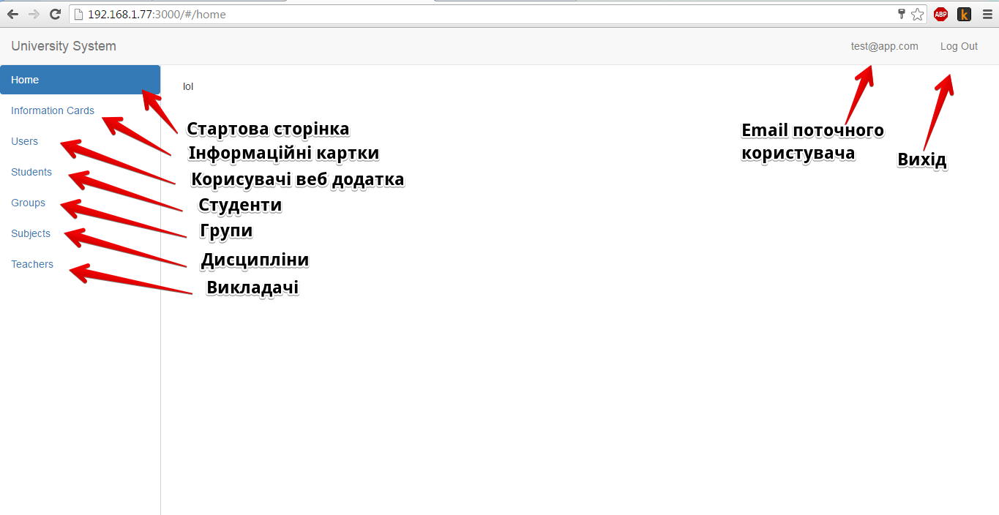 192.168.1.77:3000/#/home
ABP
k
University System
test@app.com
Log Out
Home
lol
Information Cards
Стартова сторінка
Email поточного
користувача
Вихід
Users
Інформаційні картки
Students
Корисувачі веб додатка
Groups
Студенти
Subjects
Групи
Teachers
Дисципліни
Викладачі